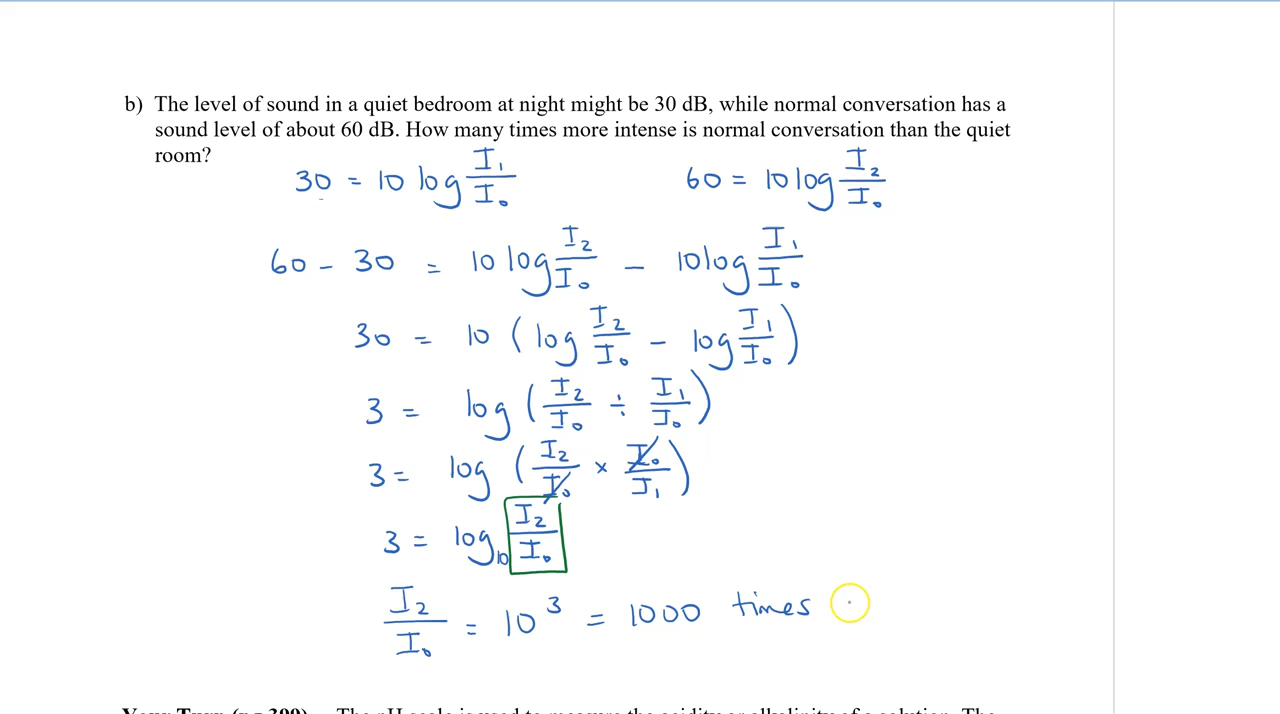 b) The level of sound in a quiet bedroom at night might be 30 dB, while normal conversation has a
sound level of about 60 dB. How many times more intense is normal conversation than the quiet
room?
30 = 10 log I₁/I₀    60 = 10 log I₂/I₀
60 - 30 = 10 log I₂/I₀ - 10 log I₁/I₀
30 = 10 (log I₂/I₀ - log I₁/I₀)
3 = log (I₂/I₀ ÷ I₁/I₀)
3 = log (I₂/I₀ × I₀/I₁)
3 = log₁₀ I₂/I₀
I₂/I₀ = 10³ = 1000 times